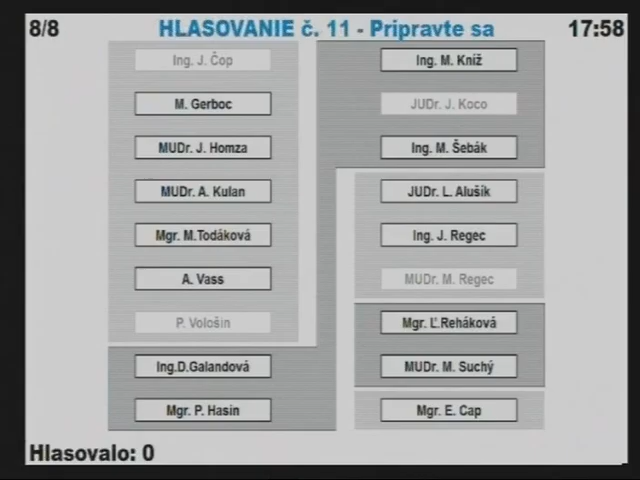 8/8 HLASOVANIE č. 11 - Pripravte sa 17:58
Ing. J. Čop
M. Gerboc
MUDr. J. Homza
MUDr. A. Kulan
Mgr. M.Todáková
A. Vass
P. Vološin
Ing.D.Galandová
Mgr. P. Hasin
Ing. M. Kníž
JUDr. J. Koco
Ing. M. Šebák
JUDr. L. Alušík
Ing. J. Regec
MUDr. M. Regec
Mgr. Ľ.Reháková
MUDr. M. Suchý
Mgr. E. Cap
Hlasovalo: 0